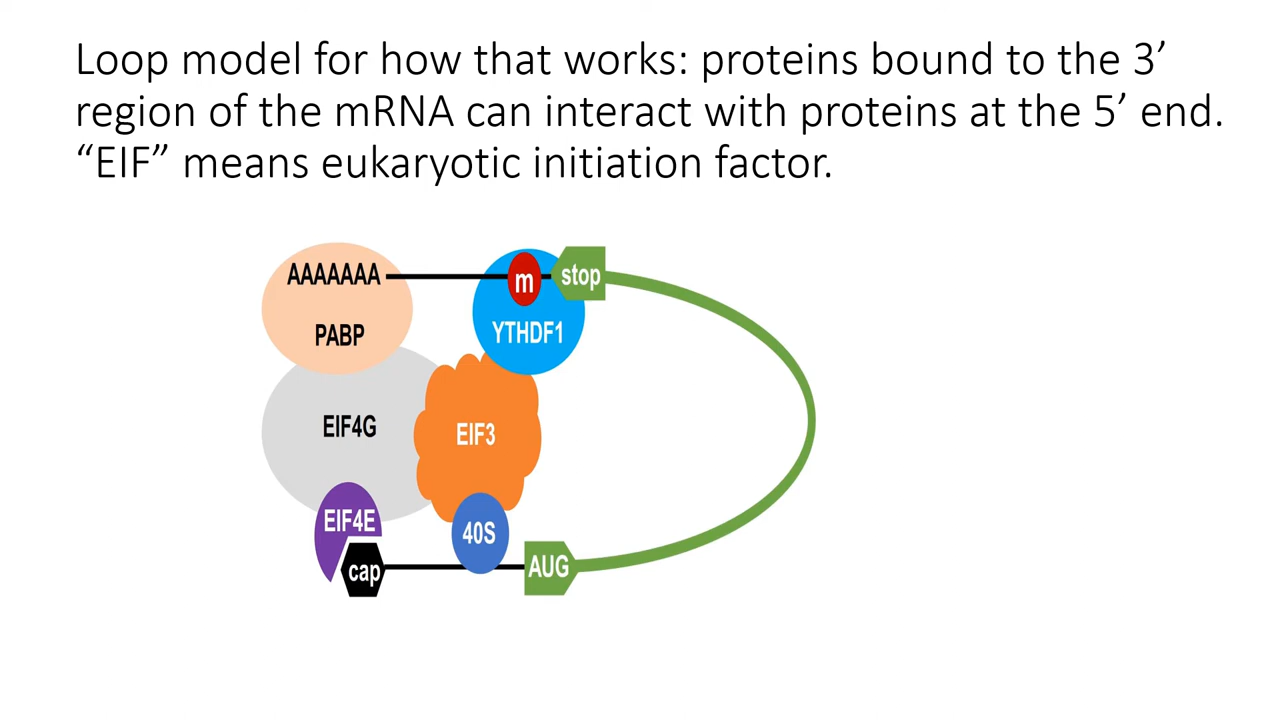 Loop model for how that works: proteins bound to the 3’
region of the mRNA can interact with proteins at the 5’ end.
“EIF” means eukaryotic initiation factor.
AAAAAAA
m
stop
PABP
YTHDF1
EIF4G
EIF3
EIF4E
40S
cap
AUG